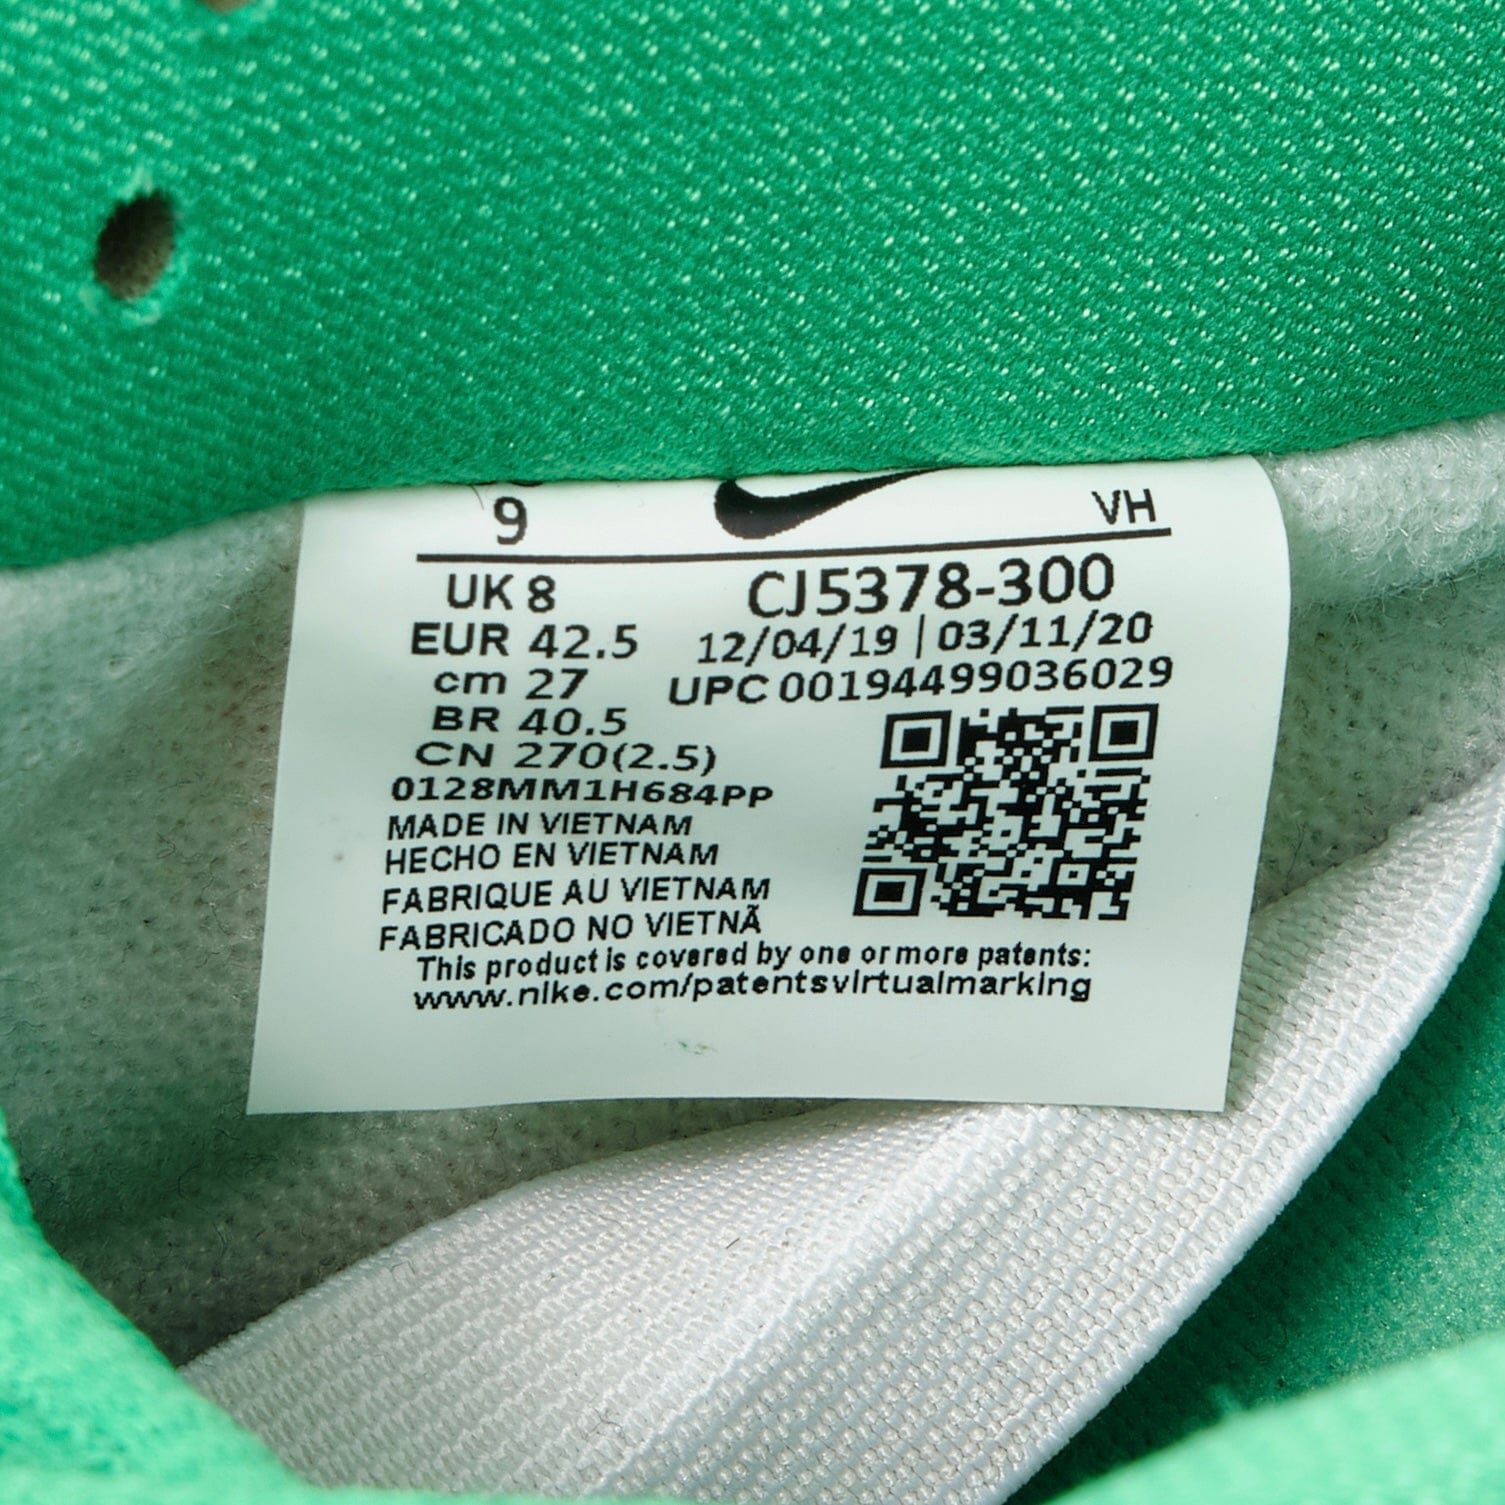 9 VH
UK 8 CJ5378-300
EUR 42.5 12/04/19 | 03/11/20
cm 27 UPC 00194499036029
BR 40.5
CN 270(2.5)
0128MM1H684PP
MADE IN VIETNAM
HECHO EN VIETNAM
FABRIQUE AU VIETNAM
FABRICADO NO VIETNÃ
This product is covered by one or more patents:
www.nike.com/patentsvirtualmarking